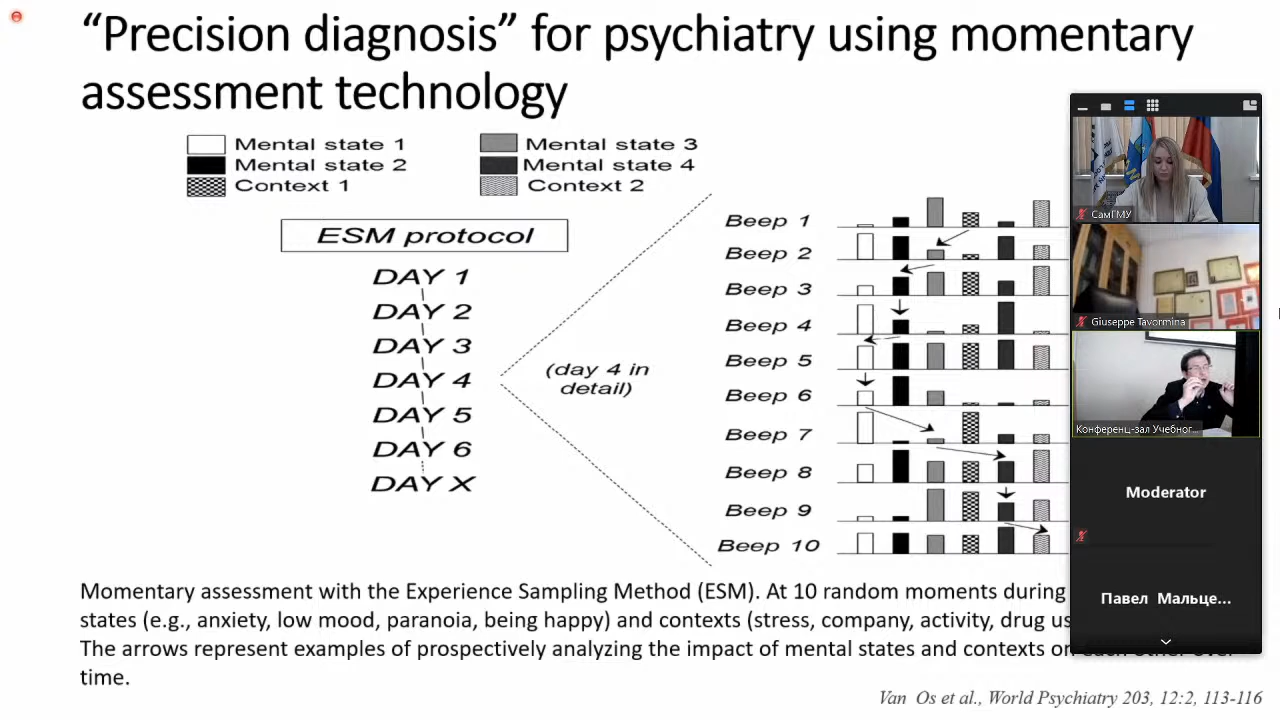 “Precision diagnosis” for psychiatry using momentary
assessment technology
Mental state 1
Mental state 3
Mental state 2
Mental state 4
Context 1
Context 2
ESM protocol
DAY 1
DAY 2
DAY 3
DAY 4
DAY 5
DAY 6
DAY X
(day 4 in
detail)
Beep 1
Beep 2
Beep 3
Beep 4
Beep 5
Beep 6
Beep 7
Beep 8
Beep 9
Beep 10
СамГМУ
Giuseppe Tavormina
Конференц-зал Учебног...
Moderator
Павел Мальце...
Momentary assessment with the Experience Sampling Method (ESM). At 10 random moments during
states (e.g., anxiety, low mood, paranoia, being happy) and contexts (stress, company, activity, drug
The arrows represent examples of prospectively analyzing the impact of mental states and contexts on each other over
time.
Van Os et al., World Psychiatry 203, 12:2, 113-116